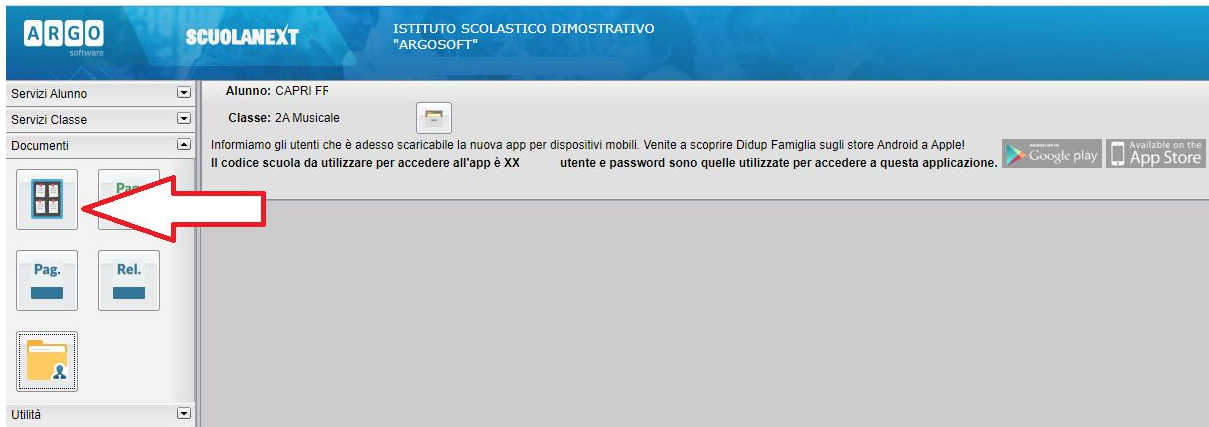 ARGO
software
SCUOLANEXT
ISTITUTO SCOLASTICO DIMOSTRATIVO
"ARGOSOFT"
Servizi Alunno
Servizi Classe
Documenti
Pag.
Rel.
Utilità
Alunno: CAPRI FF
Classe: 2A Musicale
Informiamo gli utenti che è adesso scaricabile la nuova app per dispositivi mobili. Venite a scoprire Didup Famiglia sugli store Android a Apple!
Il codice scuola da utilizzare per accedere all'app è XX utente e password sono quelle utilizzate per accedere a questa applicazione.
Google play
Available on the
App Store